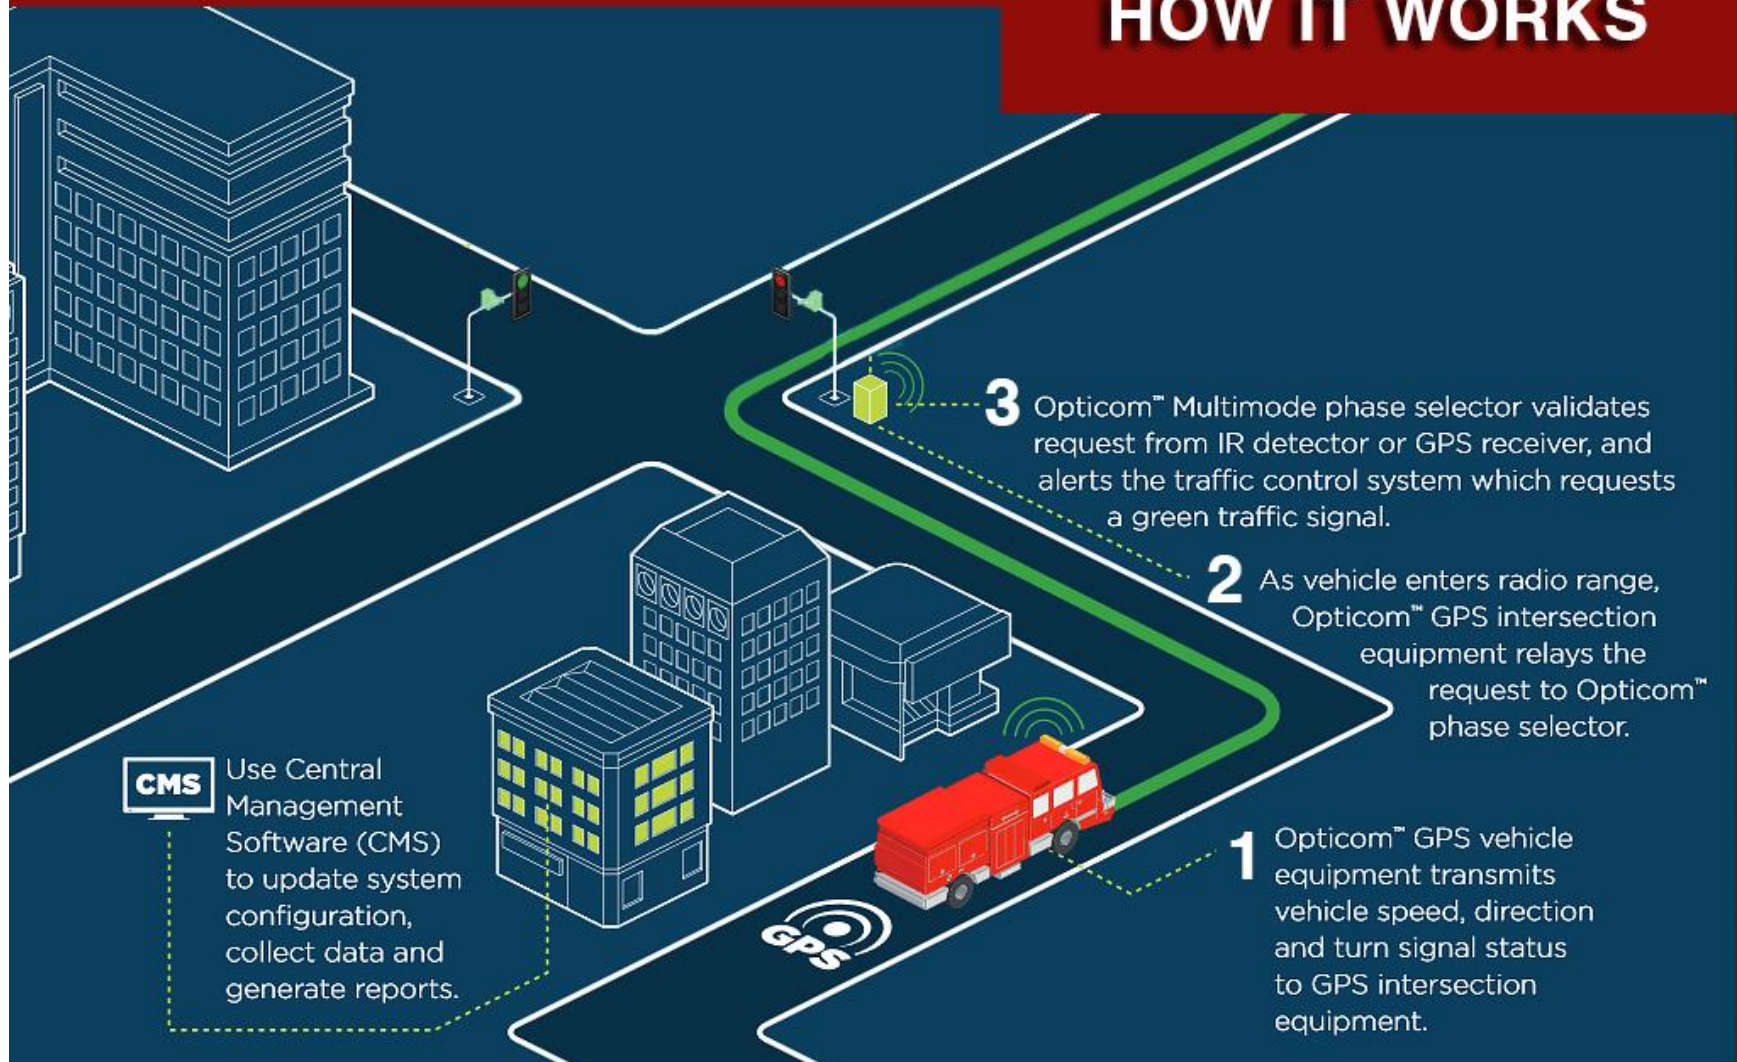 HOW IT WORKS
3 Opticom™ Multimode phase selector validates
request from IR detector or GPS receiver, and
alerts the traffic control system which requests
a green traffic signal.
2 As vehicle enters radio range,
Opticom™ GPS intersection
equipment relays the
request to Opticom™
phase selector.
CMS
Use Central
Management
Software (CMS)
to update system
configuration,
collect data and
generate reports.
GPS
1 Opticom™ GPS vehicle
equipment transmits
vehicle speed, direction
and turn signal status
to GPS intersection
equipment.